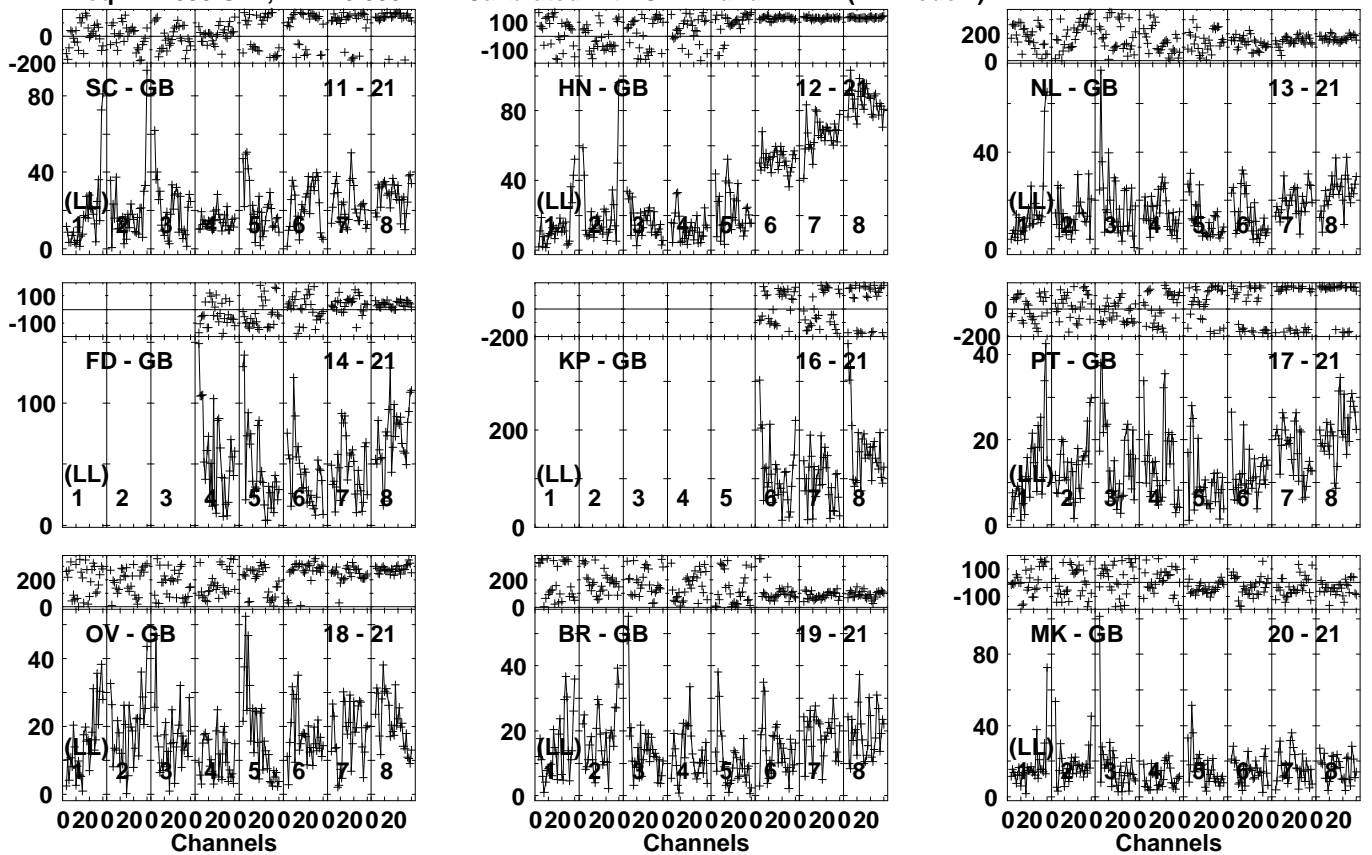 0
-200
SC - GB 11 - 21
80
40
0
(LL)
1 2 3 4 5 6 7 8
100
-100
HN - GB 12 - 21
80
40
0
(LL)
1 2 3 4 5 6 7 8
200
0
NL - GB 13 - 21
40
0
(LL)
1 2 3 4 5 6 7 8
100
-100
FD - GB 14 - 21
100
0
(LL)
1 2 3 4 5 6 7 8
0
-200
KP - GB 16 - 21
200
0
(LL)
1 2 3 4 5 6 7 8
0
-200
PT - GB 17 - 21
40
20
0
(LL)
1 2 3 4 5 6 7 8
200
0
OV - GB 18 - 21
40
20
0
(LL)
1 2 3 4 5 6 7 8
0 20 0 20 0 20 0 20 0 20 0 20 0 20 0 20
Channels
200
0
BR - GB 19 - 21
40
20
0
(LL)
1 2 3 4 5 6 7 8
0 20 0 20 0 20 0 20 0 20 0 20 0 20 0 20
Channels
100
-100
MK - GB 20 - 21
80
40
0
(LL)
1 2 3 4 5 6 7 8
0 20 0 20 0 20 0 20 0 20 0 20 0 20 0 20
Channels